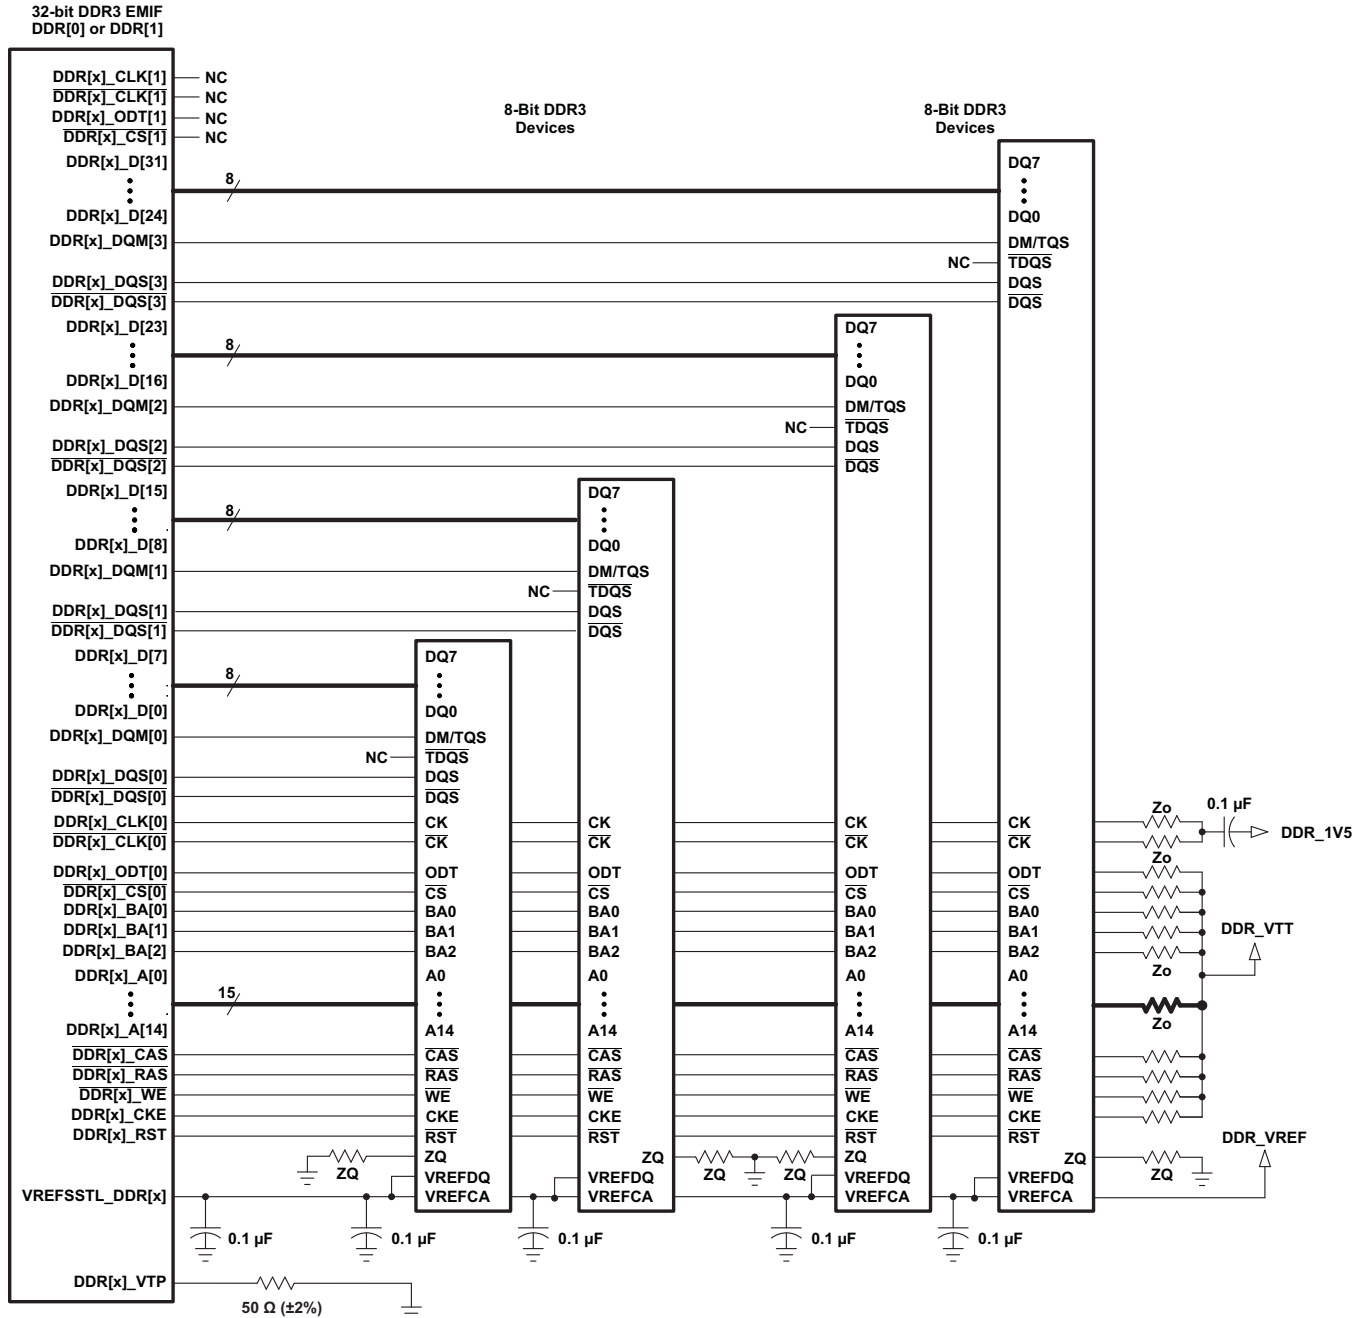 32-bit DDR3 EMIF
DDR[0] or DDR[1]
DDR[x]_CLK[1] NC
DDR[x]_CLK[1] NC
DDR[x]_ODT[1] NC
DDR[x]_CS[1] NC
8-Bit DDR3
Devices
8-Bit DDR3
Devices
DDR[x]_D[31] DQ7
8
DDR[x]_D[24] DQ0
DDR[x]_DQM[3] DM/TQS
NC TDQS
DDR[x]_DQS[3] DQS
DDR[x]_DQS[3] DQS
DDR[x]_D[23] DQ7
8
DDR[x]_D[16] DQ0
DDR[x]_DQM[2] DM/TQS
NC TDQS
DDR[x]_DQS[2] DQS
DDR[x]_DQS[2] DQS
DDR[x]_D[15] DQ7
8
DDR[x]_D[8] DQ0
DDR[x]_DQM[1] DM/TQS
NC TDQS
DDR[x]_DQS[1] DQS
DDR[x]_DQS[1] DQS
DDR[x]_D[7] DQ7
8
DDR[x]_D[0] DQ0
DDR[x]_DQM[0] DM/TQS
NC TDQS
DDR[x]_DQS[0] DQS
DDR[x]_DQS[0] DQS
Zo 0.1 µF
DDR[x]_CLK[0] CK CK CK CK
DDR_1V5
DDR[x]_CLK[0] CK CK CK CK
Zo
DDR[x]_ODT[0] ODT ODT ODT ODT
DDR[x]_CS[0] CS CS CS CS
DDR[x]_BA[0] BA0 BA0 BA0 BA0
DDR[x]_BA[1] BA1 BA1 BA1 BA1
DDR_VTT
DDR[x]_BA[2] BA2 BA2 BA2 BA2
Zo
DDR[x]_A[0] A0 A0 A0 A0
15
Zo
DDR[x]_A[14] A14 A14 A14 A14
DDR[x]_CAS CAS CAS CAS CAS
DDR[x]_RAS RAS RAS RAS RAS
DDR[x]_WE WE WE WE WE
DDR[x]_CKE CKE CKE CKE CKE
DDR[x]_RST RST RST RST RST
DDR_VREF
ZQ ZQ ZQ ZQ
ZQ ZQ ZQ ZQ
VREFDQ VREFDQ VREFDQ VREFDQ
VREFSSTL_DDR[x] VREFCA VREFCA VREFCA VREFCA
0.1 µF 0.1 µF 0.1 µF 0.1 µF 0.1 µF
DDR[x]_VTP
50 Ω (±2%)